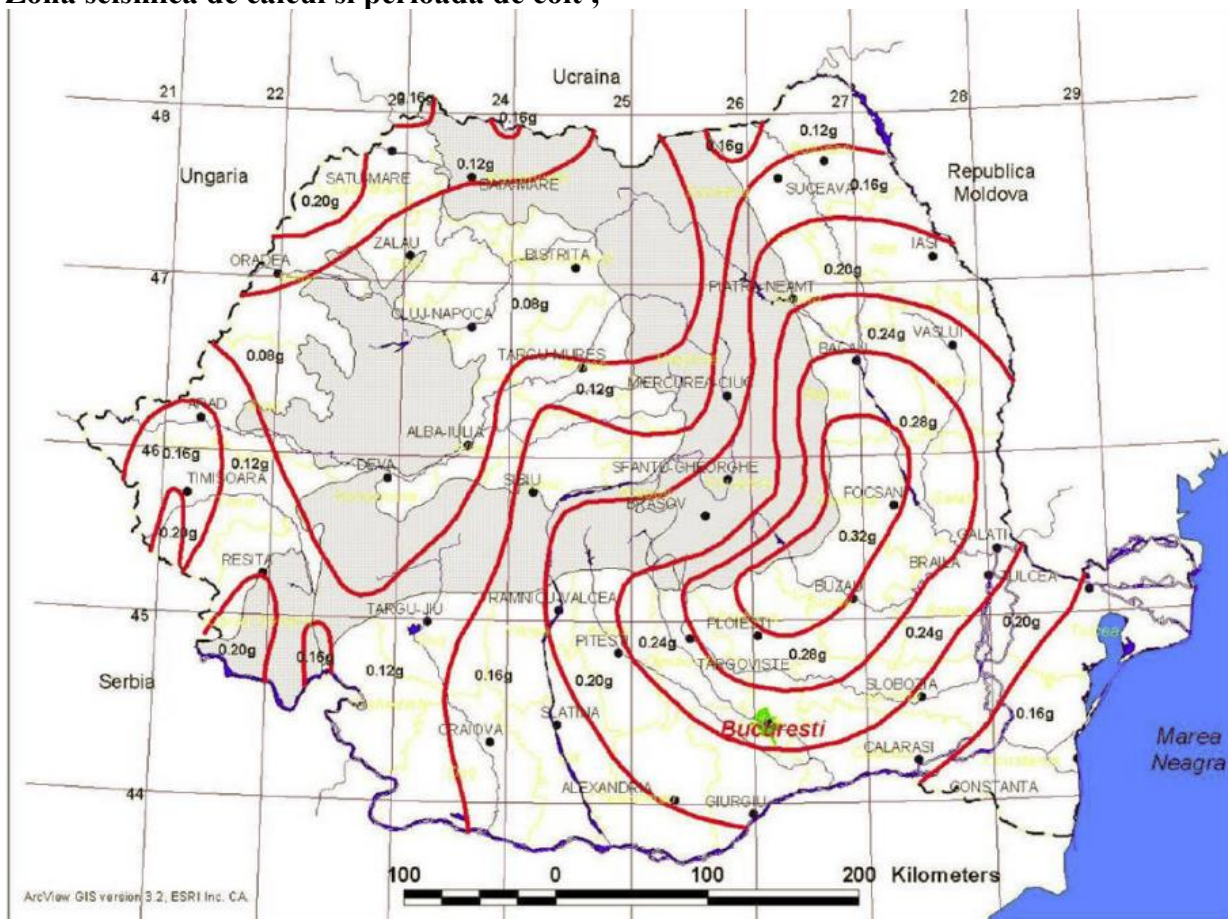 Zona seismica de calcul si perioada de colt ;
Ucraina
21
22
23
24
25
26
27
28
29
48
0.16g
0.16g
0.12g
0.16g
Ungaria
Republica
Moldova
SATU-MARE
0.12g
BAIA-MARE
SUCEAVA
0.16g
0.20g
ZALAU
BISTRITA
IASI
ORADEA
47
0.20g
PIATRA-NEAMT
0.08g
CLUJ-NAPOCA
0.24g
VASLUI
BACAU
0.08g
TARGU-MURES
MIERCUREA-CIUC
0.12g
ARAD
0.28g
ALBA-IULIA
46
0.16g
0.12g
DEVA
SIBIU
SFANTU-GHEORGHE
TIMISOARA
BRASOV
FOCSANI
0.20g
0.32g
GALATI
RESITA
BRAILA
TULCEA
BUZAU
45
TARGU-JIU
RAMNICU-VALCEA
0.20g
PLOIESTI
PITESTI
0.24g
0.24g
0.28g
TARGOVISTE
0.20g
0.16g
0.12g
0.16g
0.20g
SLOBOZIA
Serbia
SLATINA
0.16g
CRAIOVA
Bucuresti
CALARASI
Marea
Neagra
ALEXANDRIA
GIURGIU
CONSTANTA
44
100
0
100
200
Kilometers
ArcView GIS version 3.2, ESRI Inc. CA.